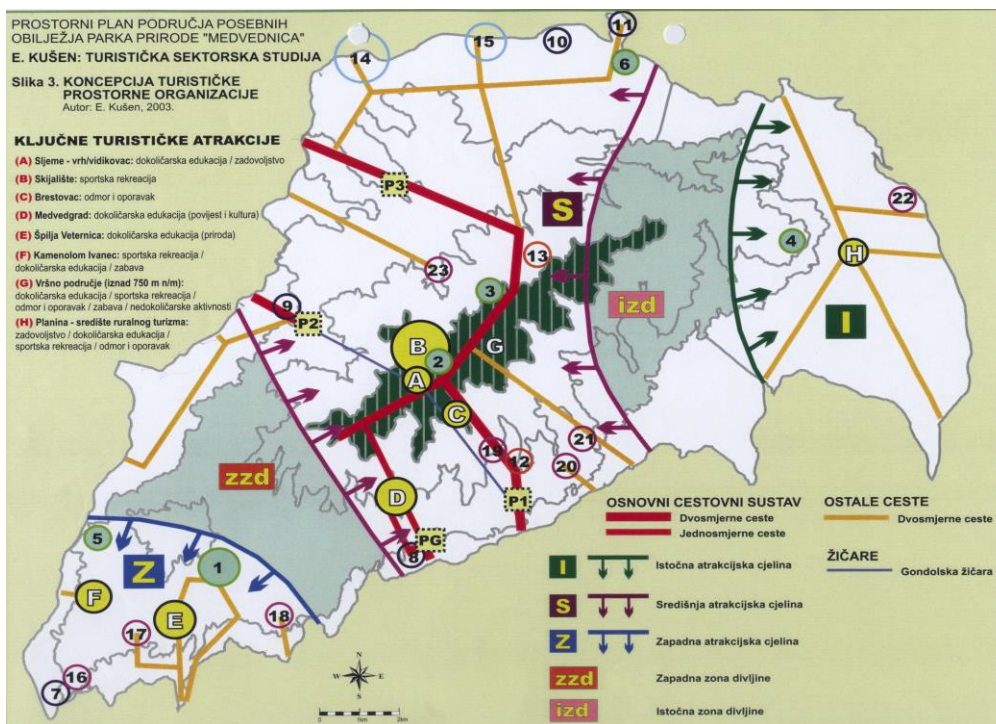 PROSTORNI PLAN PODRUČJA POSEBNIH
OBILJEŽJA PARKA PRIRODE "MEDVEDNICA"
E. KUŠEN: TURISTIČKA SEKTORSKA STUDIJA
Slika 3. KONCEPCIJA TURISTIČKE
PROSTORNE ORGANIZACIJE
Autor: E. Kušen, 2003.
KLJUČNE TURISTIČKE ATRAKCIJE
(A) Sljeme - vrh/vidikovac: dokoličarska edukacija / zadovoljstvo
(B) Skijalište: sportska rekreacija
(C) Brestovac: odmor i oporavak
(D) Medvedgrad: dokoličarska edukacija (povijest i kultura)
(E) Špilja Veternica: dokoličarska edukacija (priroda)
(F) Kamenolom Ivanec: sportska rekreacija /
dokoličarska edukacija / zabava
(G) Vršno područje (iznad 750 m n/m):
dokoličarska edukacija / sportska rekreacija /
odmor i oporavak / zabava / nedokoličarske aktivnosti
(H) Planina - središte ruralnog turizma:
zadovoljstvo / dokoličarska edukacija /
sportska rekreacija / odmor i oporavak
14
15
10
11
6
P3
S
22
4
H
23
13
3
izd
I
9
P2
B
2
G
A
C
zzd
19
12
21
20
D
P1
PG
8
5
Z
1
F
E
17
18
16
7
N
W E
S
0 1km 2km
OSNOVNI CESTOVNI SUSTAV
Dvosmjerne ceste
Jednosmjerne ceste
OSTALE CESTE
Dvosmjerne ceste
ŽIČARE
Gondolska žičara
I Istočna atrakcijska cjelina
S Središnja atrakcijska cjelina
Z Zapadna atrakcijska cjelina
zzd Zapadna zona divljine
izd Istočna zona divljine